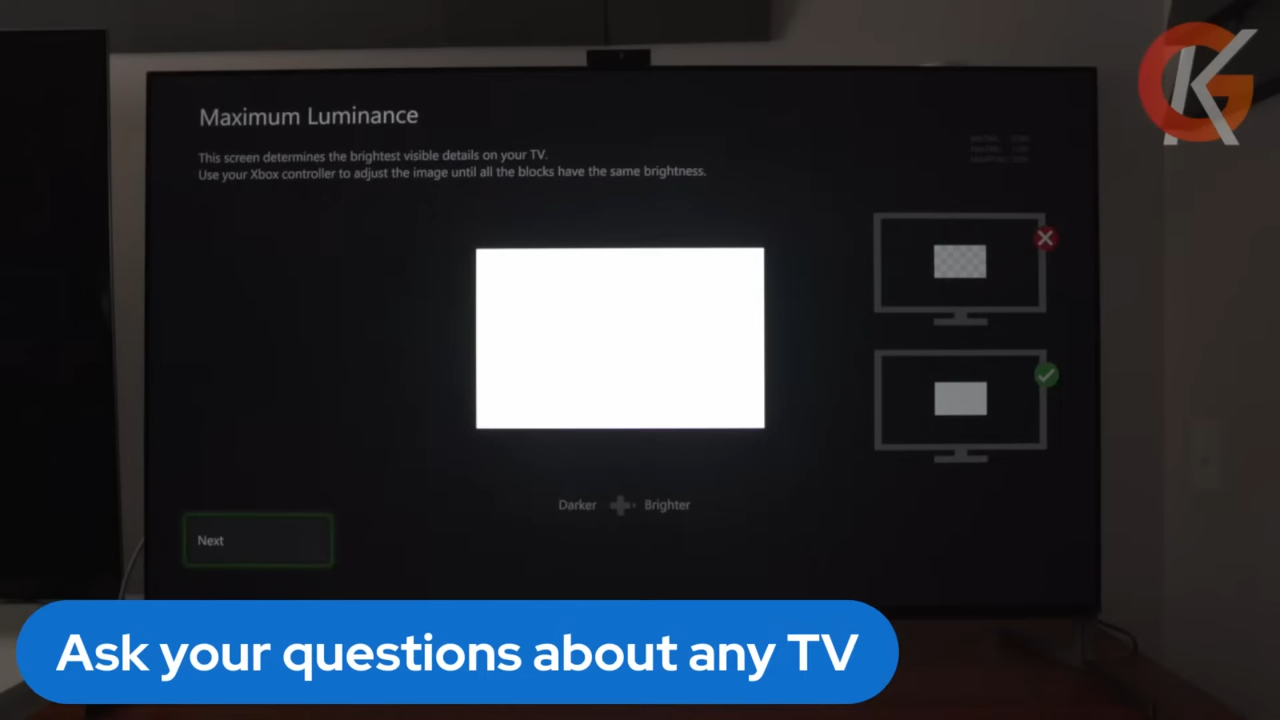 Maximum Luminance
This screen determines the brightest visible details on your TV.
Use your Xbox controller to adjust the image until all the blocks have the same brightness.
Darker Brighter
Next
Ask your questions about any TV